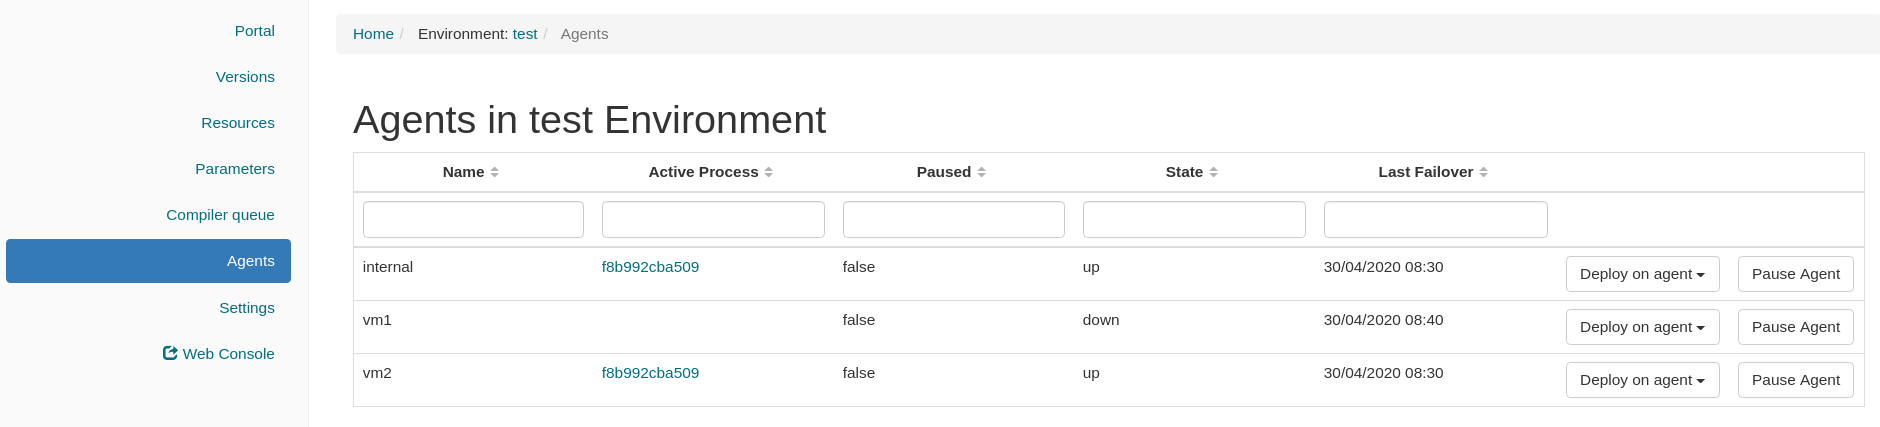 Portal
Versions
Resources
Parameters
Compiler queue
Agents
Settings
Web Console
Home / Environment: test / Agents
Agents in test Environment
Name Active Process Paused State Last Failover
internal f8b992cba509 false up 30/04/2020 08:30 Deploy on agent Pause Agent
vm1 false down 30/04/2020 08:40 Deploy on agent Pause Agent
vm2 f8b992cba509 false up 30/04/2020 08:30 Deploy on agent Pause Agent